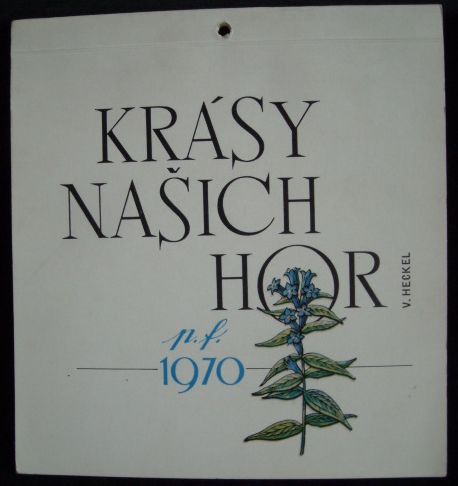 KRÁSY
NAŠICH
HOR
V. HECKEL
p.f.
1970